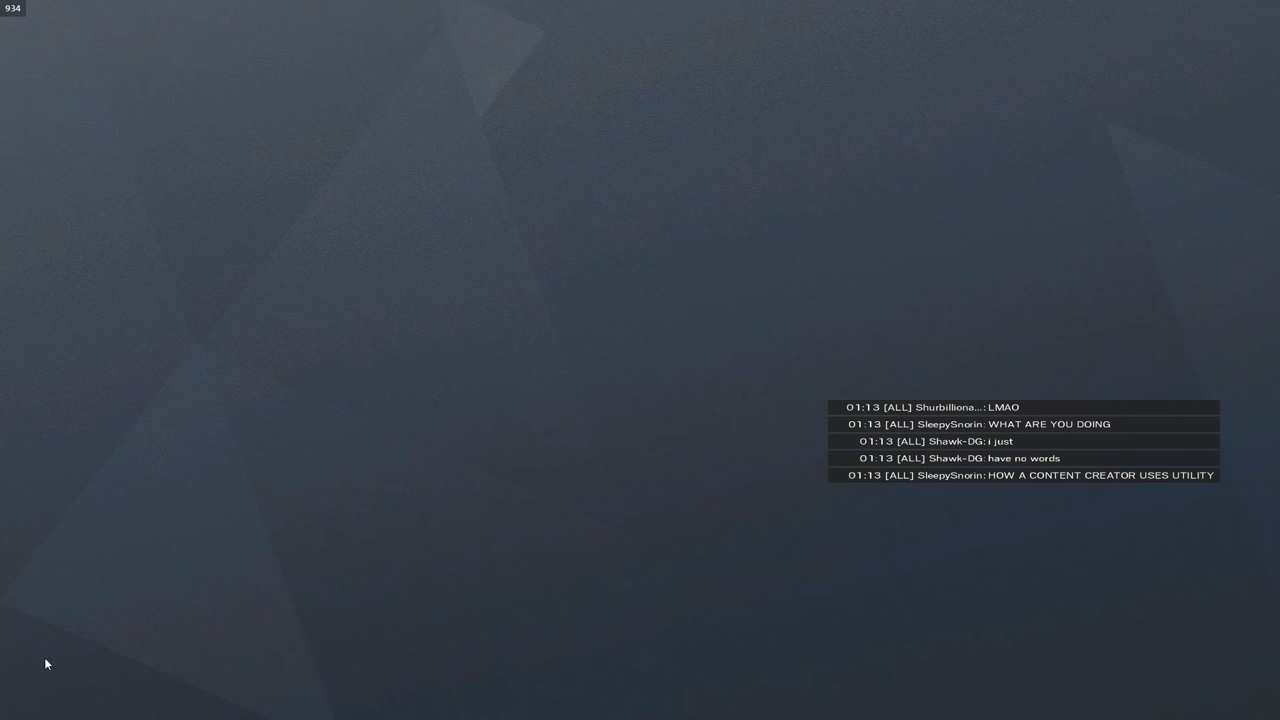 934
01:13 [ALL] Shurbilliona...: LMAO
01:13 [ALL] SleepySnorin: WHAT ARE YOU DOING
01:13 [ALL] Shawk-DG: i just
01:13 [ALL] Shawk-DG: have no words
01:13 [ALL] SleepySnorin: HOW A CONTENT CREATOR USES UTILITY